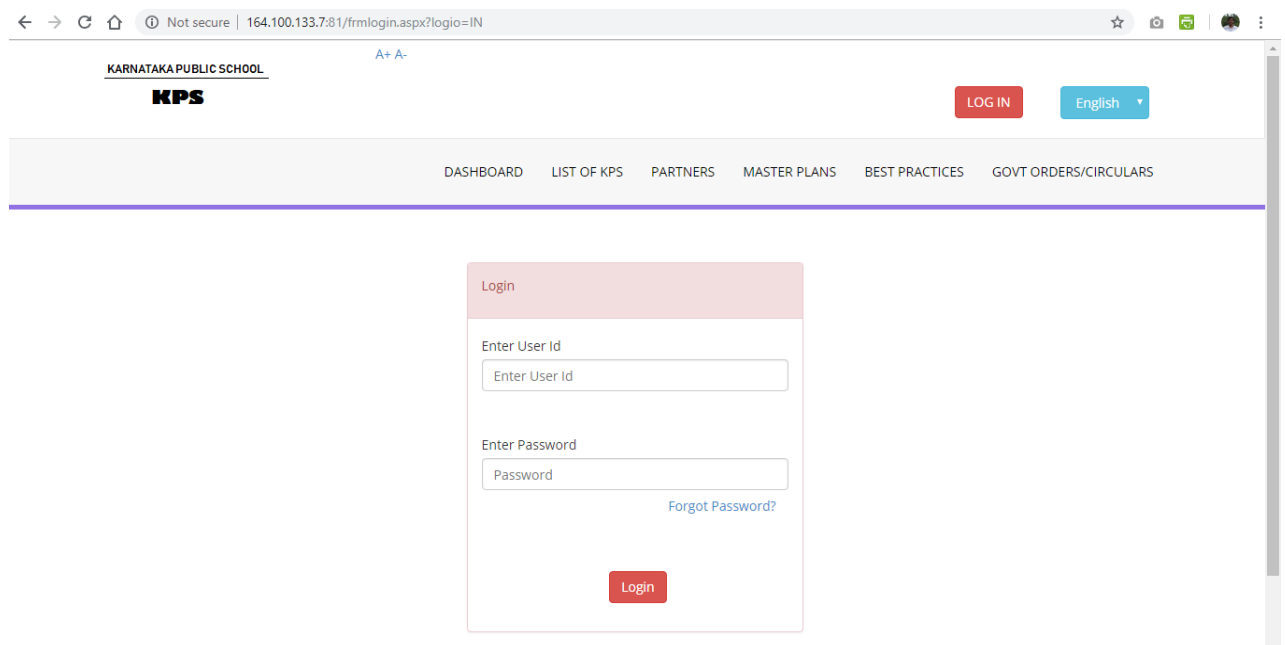 Not secure | 164.100.133.7:81/frmlogin.aspx?logio=IN
A+ A-
KARNATAKA PUBLIC SCHOOL
KPS
LOG IN
English
DASHBOARD LIST OF KPS PARTNERS MASTER PLANS BEST PRACTICES GOVT ORDERS/CIRCULARS
Login
Enter User Id
Enter User Id
Enter Password
Password
Forgot Password?
Login